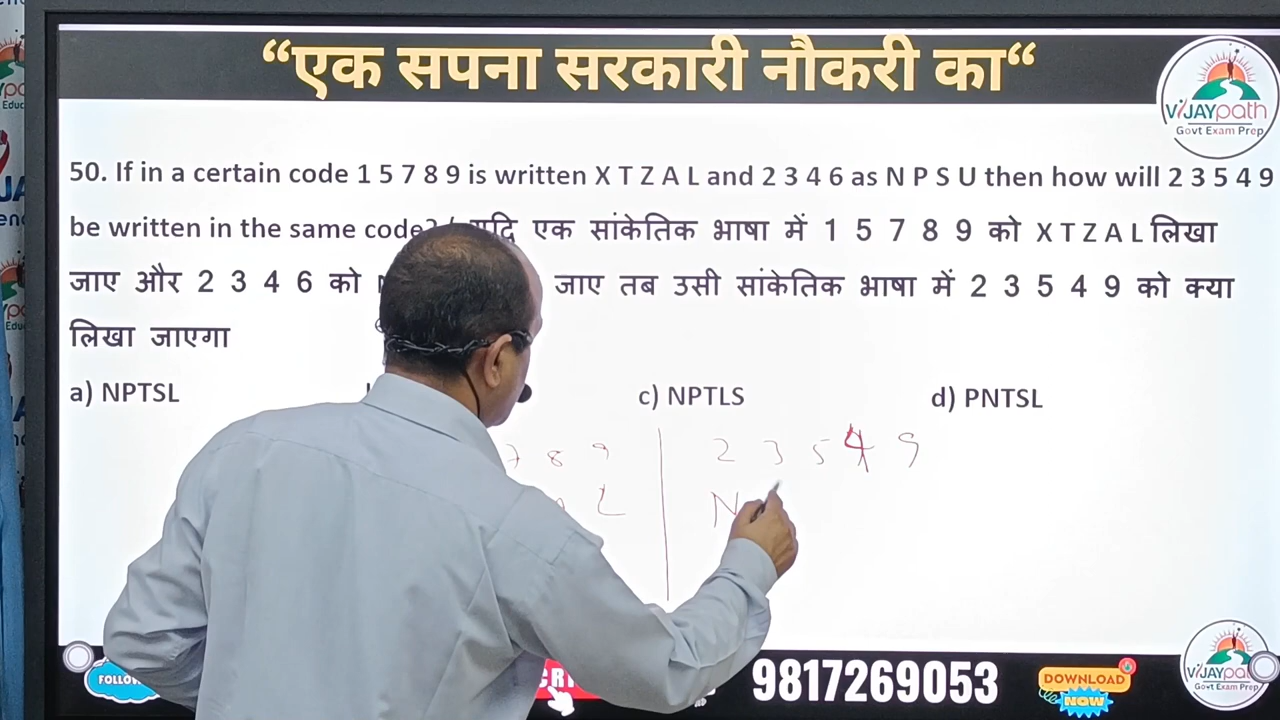 “एक सपना सरकारी नौकरी का“
VIJAYpath
Govt Exam Prep
50. If in a certain code 1 5 7 8 9 is written X T Z A L and 2 3 4 6 as N P S U then how will 2 3 5 4 9
be written in the same code? यदि एक सांकेतिक भाषा में 1 5 7 8 9 को X T Z A L लिखा
जाए और 2 3 4 6 को जाए तब उसी सांकेतिक भाषा में 2 3 5 4 9 को क्या
लिखा जाएगा
a) NPTSL c) NPTLS d) PNTSL
7 8 9 2 3 5 4 9
L N
FOLLOW 9817269053 DOWNLOAD
NOW
VIJAYpath
Govt Exam Prep